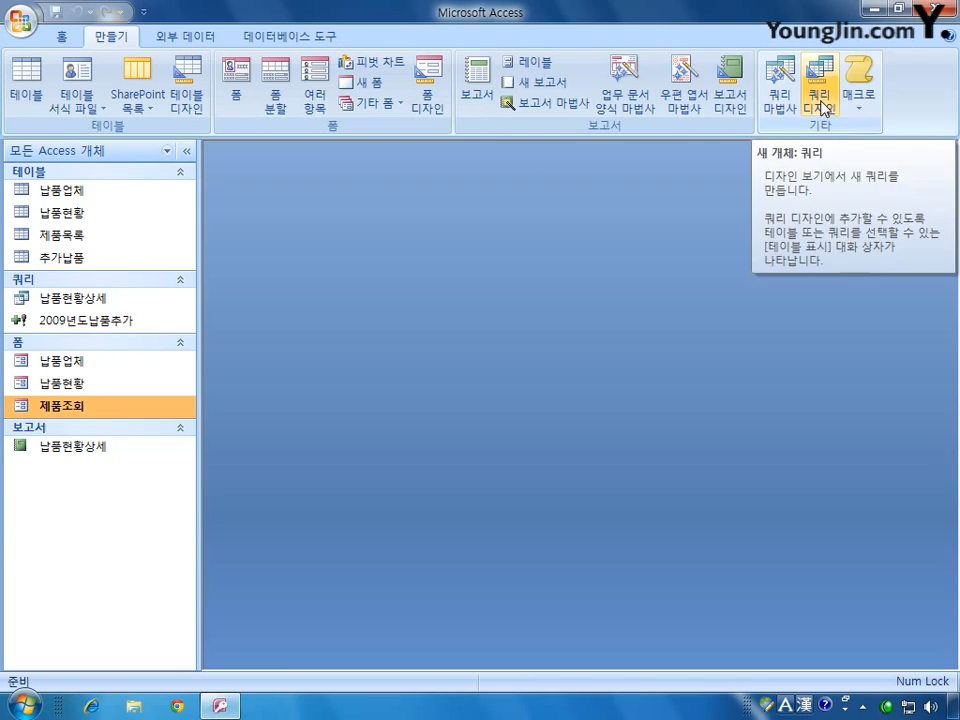 Microsoft Access
YoungJin.com Y.
홈
만들기
외부 데이터
데이터베이스 도구
테이블
테이블
서식 파일
SharePoint
목록
테이블
디자인
테이블
폼
폼
분할
여러
항목
피벗 차트
새 폼
기타 폼
폼
디자인
폼
보고서
레이블
새 보고서
보고서 마법사
업무 문서
양식 마법사
우편 엽서
마법사
보고서
디자인
보고서
쿼리
마법사
쿼리
디자인
매크로
기타
새 개체: 쿼리
디자인 보기에서 새 쿼리를
만듭니다.
쿼리 디자인에 추가할 수 있도록
테이블 또는 쿼리를 선택할 수 있는
[테이블 표시] 대화 상자가
나타납니다.
모든 Access 개체
테이블
납품업체
납품현황
제품목록
추가납품
쿼리
납품현황상세
2009년도납품추가
폼
납품업체
납품현황
제품조회
보고서
납품현황상세
준비
Num Lock
A 漢